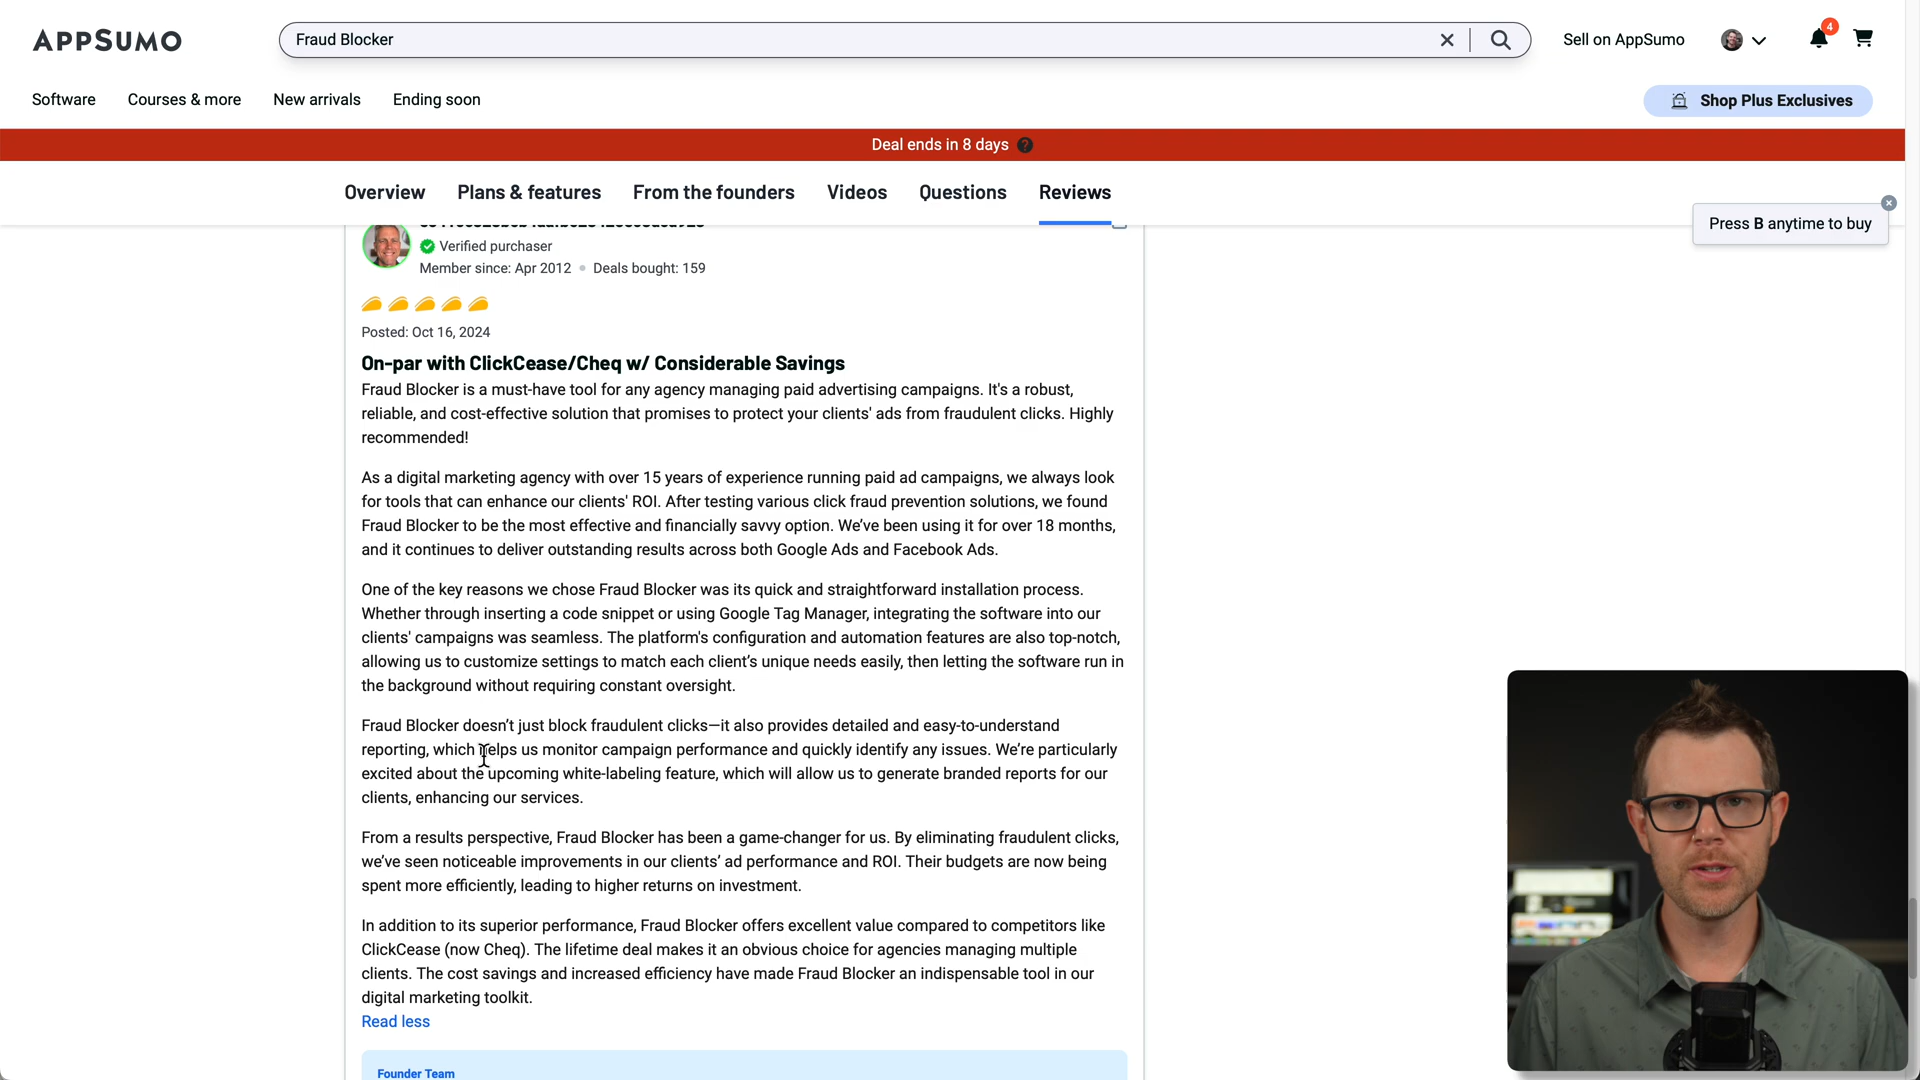 APPSUMO
Fraud Blocker
Sell on AppSumo
4
Software
Courses & more
New arrivals
Ending soon
Shop Plus Exclusives
Deal ends in 8 days ?
Overview
Plans & features
From the founders
Videos
Questions
Reviews
Press B anytime to buy
Verified purchaser
Member since: Apr 2012 • Deals bought: 159
Posted: Oct 16, 2024
On-par with ClickCease/Cheq w/ Considerable Savings
Fraud Blocker is a must-have tool for any agency managing paid advertising campaigns. It's a robust,
reliable, and cost-effective solution that promises to protect your clients' ads from fraudulent clicks. Highly
recommended!
As a digital marketing agency with over 15 years of experience running paid ad campaigns, we always look
for tools that can enhance our clients' ROI. After testing various click fraud prevention solutions, we found
Fraud Blocker to be the most effective and financially savvy option. We've been using it for over 18 months,
and it continues to deliver outstanding results across both Google Ads and Facebook Ads.
One of the key reasons we chose Fraud Blocker was its quick and straightforward installation process.
Whether through inserting a code snippet or using Google Tag Manager, integrating the software into our
clients' campaigns was seamless. The platform's configuration and automation features are also top-notch,
allowing us to customize settings to match each client's unique needs easily, then letting the software run in
the background without requiring constant oversight.
Fraud Blocker doesn't just block fraudulent clicks—it also provides detailed and easy-to-understand
reporting, which helps us monitor campaign performance and quickly identify any issues. We're particularly
excited about the upcoming white-labeling feature, which will allow us to generate branded reports for our
clients, enhancing our services.
From a results perspective, Fraud Blocker has been a game-changer for us. By eliminating fraudulent clicks,
we've seen noticeable improvements in our clients' ad performance and ROI. Their budgets are now being
spent more efficiently, leading to higher returns on investment.
In addition to its superior performance, Fraud Blocker offers excellent value compared to competitors like
ClickCease (now Cheq). The lifetime deal makes it an obvious choice for agencies managing multiple
clients. The cost savings and increased efficiency have made Fraud Blocker an indispensable tool in our
digital marketing toolkit.
Read less
Founder Team